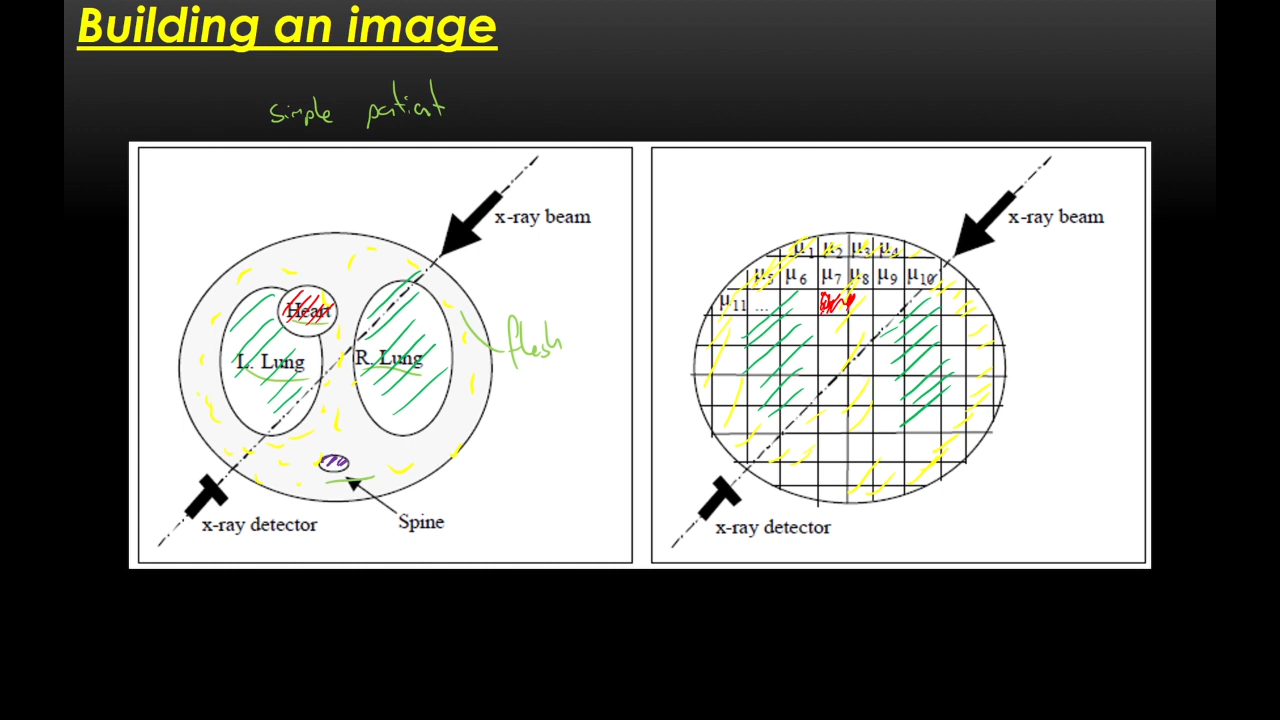 Building an image
simple patient
x-ray beam
Heart
L. Lung
R. Lung
flesh
x-ray detector
Spine
x-ray beam
μ1 μ2 μ3 μ4
μ5 μ6 μ7 μ8 μ9 μ10
μ11 ...
x-ray detector